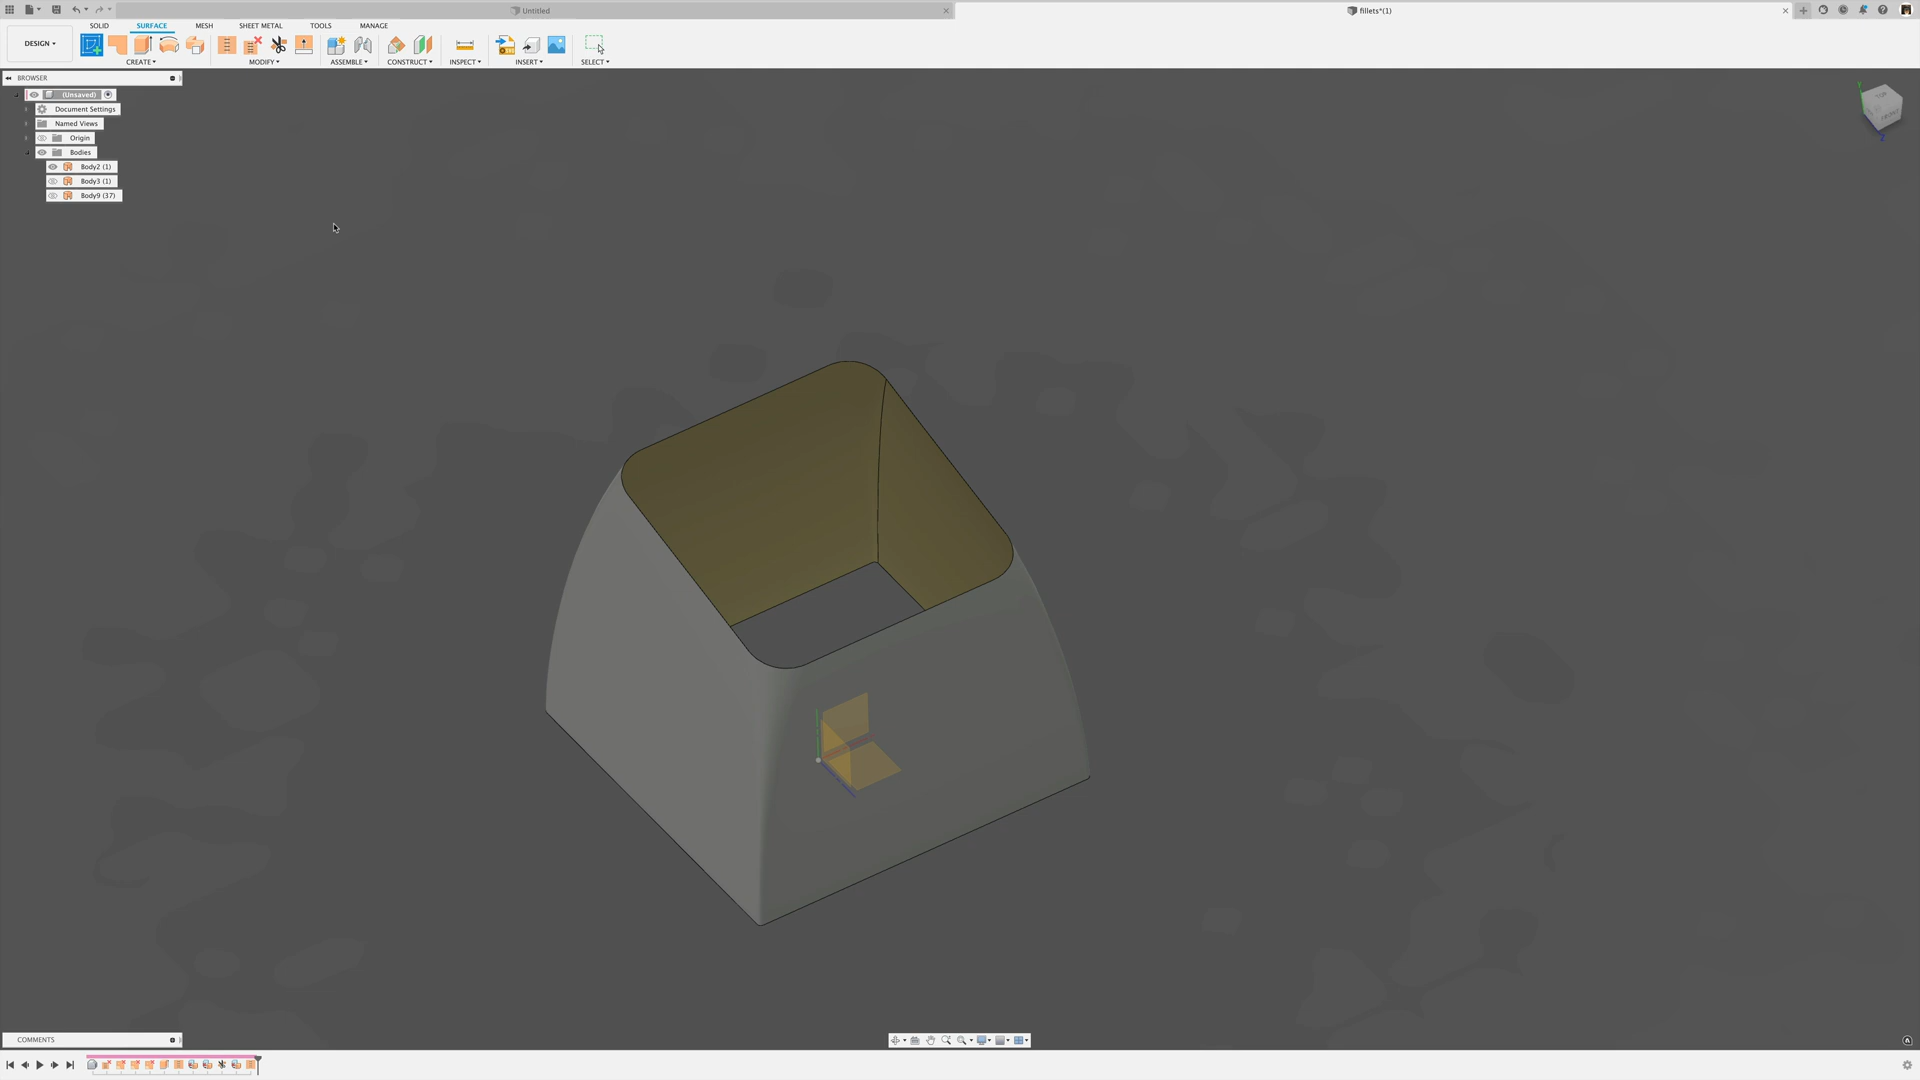 Untitled
fillets*(1)
DESIGN
SOLID
SURFACE
MESH
SHEET METAL
TOOLS
MANAGE
CREATE
MODIFY
ASSEMBLE
CONSTRUCT
INSPECT
INSERT
SELECT
BROWSER
(Unsaved)
Document Settings
Named Views
Origin
Bodies
Body2 (1)
Body3 (1)
Body9 (37)
TOP
Y
Z
COMMENTS